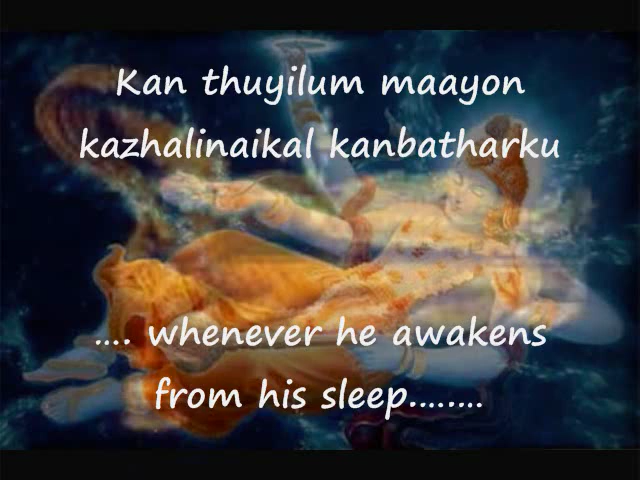 Kan thuyilum maayon
kazhalinaikal kanbatharku
.... whenever he awakens
from his sleep........